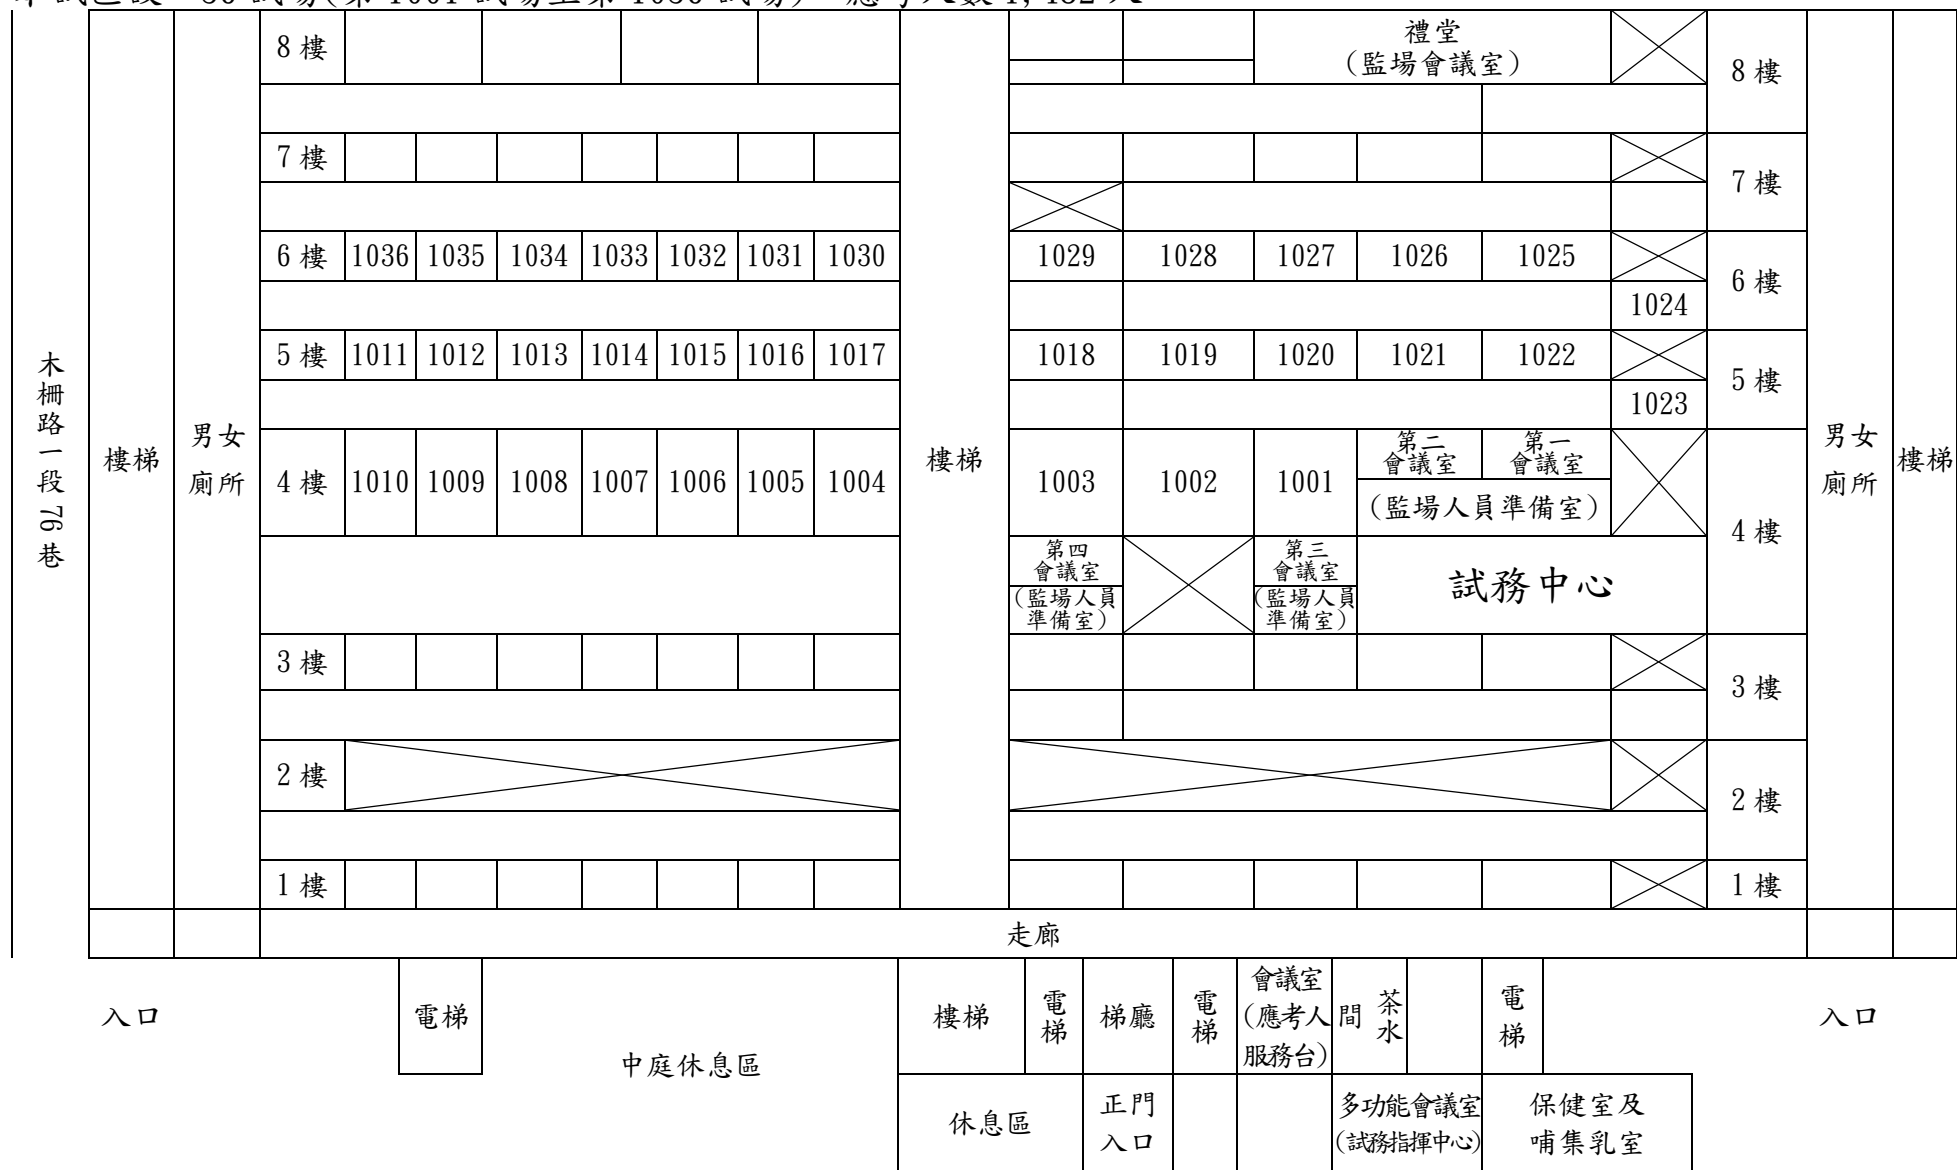 8樓
禮堂
(監場會議室)
8樓
7樓
7樓
6樓 1036 1035 1034 1033 1032 1031 1030 1029 1028 1027 1026 1025
6樓
1024
5樓 1011 1012 1013 1014 1015 1016 1017 1018 1019 1020 1021 1022
5樓
1023
木柵路一段76巷
樓梯
男女
廁所
4樓 1010 1009 1008 1007 1006 1005 1004
樓梯
1003 1002 1001
第二
會議室
第一
會議室
(監場人員準備室)
4樓
男女
廁所
樓梯
第四
會議室
(監場人員
準備室)
第三
會議室
(監場人員
準備室)
試務中心
3樓
3樓
2樓
2樓
1樓
1樓
走廊
入口
電梯
中庭休息區
樓梯
電梯
梯廳
電梯
會議室
(應考人
服務台)
茶水
間
電梯
入口
休息區
正門
入口
多功能會議室
(試務指揮中心)
保健室及
哺集乳室